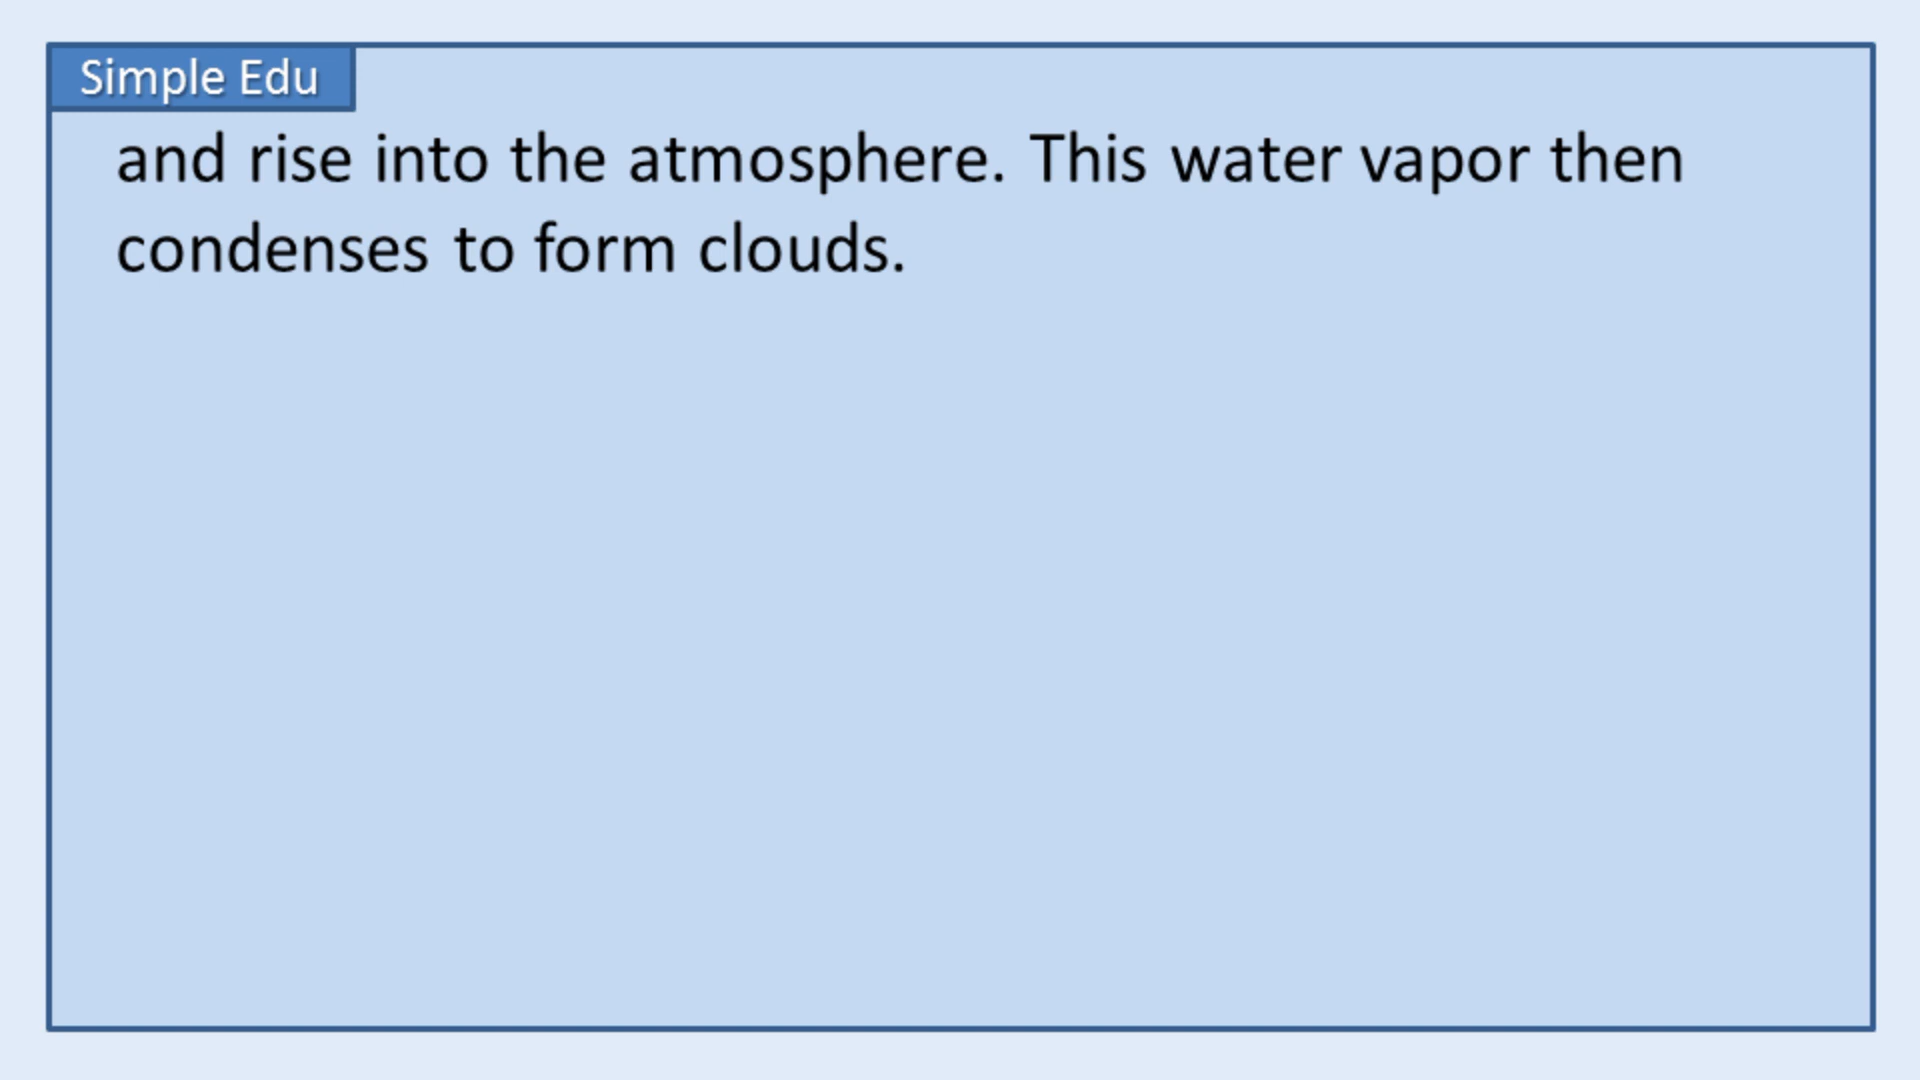 Simple Edu
and rise into the atmosphere. This water vapor then
condenses to form clouds.